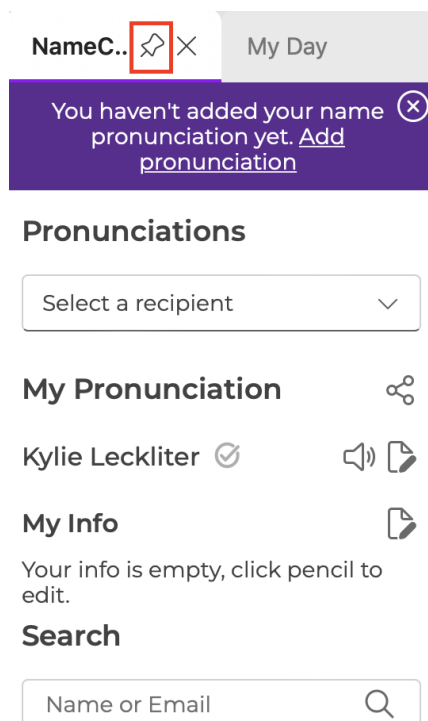 NameC.. My Day
You haven't added your name
pronunciation yet. Add
pronunciation
Pronunciations
Select a recipient
My Pronunciation
Kylie Leckliter
My Info
Your info is empty, click pencil to
edit.
Search
Name or Email